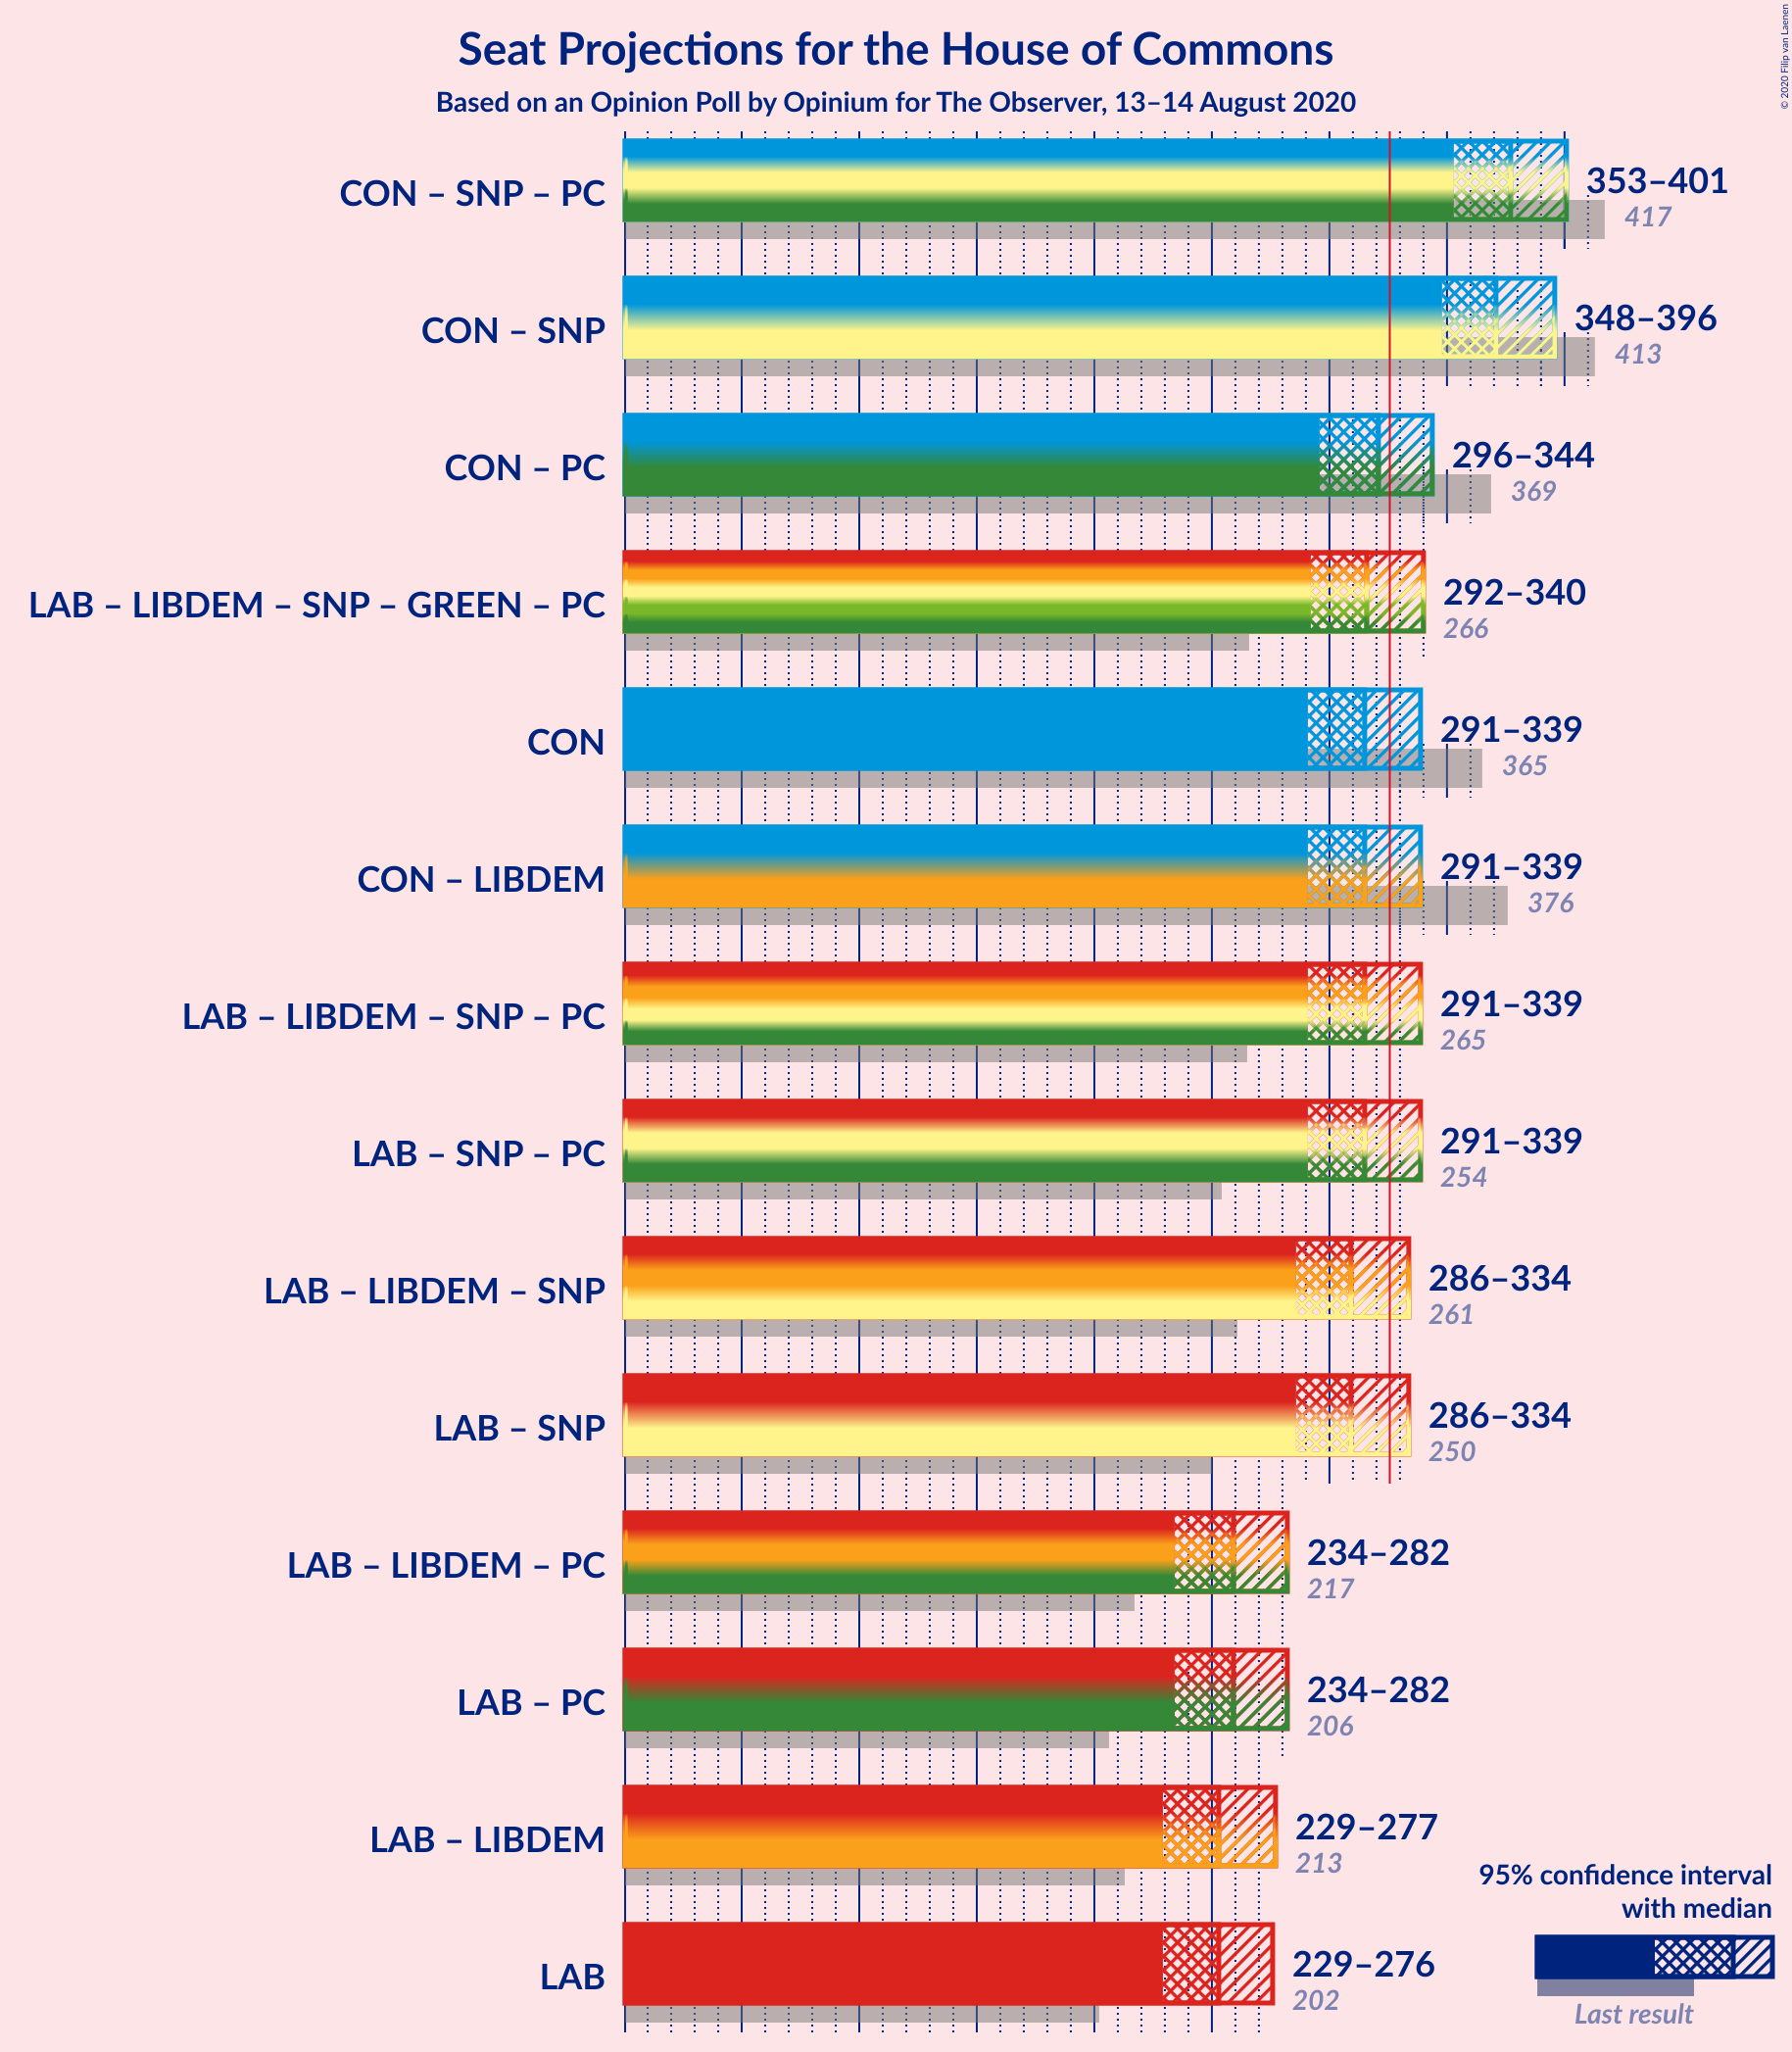 Seat Projections for the House of Commons
Based on an Opinion Poll by Opinium for The Observer, 13–14 August 2020
© 2020 Filip van Laenen
CON – SNP – PC
353–401
417
CON – SNP
348–396
413
CON – PC
296–344
369
LAB – LIBDEM – SNP – GREEN – PC
292–340
266
CON
291–339
365
CON – LIBDEM
291–339
376
LAB – LIBDEM – SNP – PC
291–339
265
LAB – SNP – PC
291–339
254
LAB – LIBDEM – SNP
286–334
261
LAB – SNP
286–334
250
LAB – LIBDEM – PC
234–282
217
LAB – PC
234–282
206
LAB – LIBDEM
229–277
213
LAB
229–276
202
95% confidence interval
with median
Last result